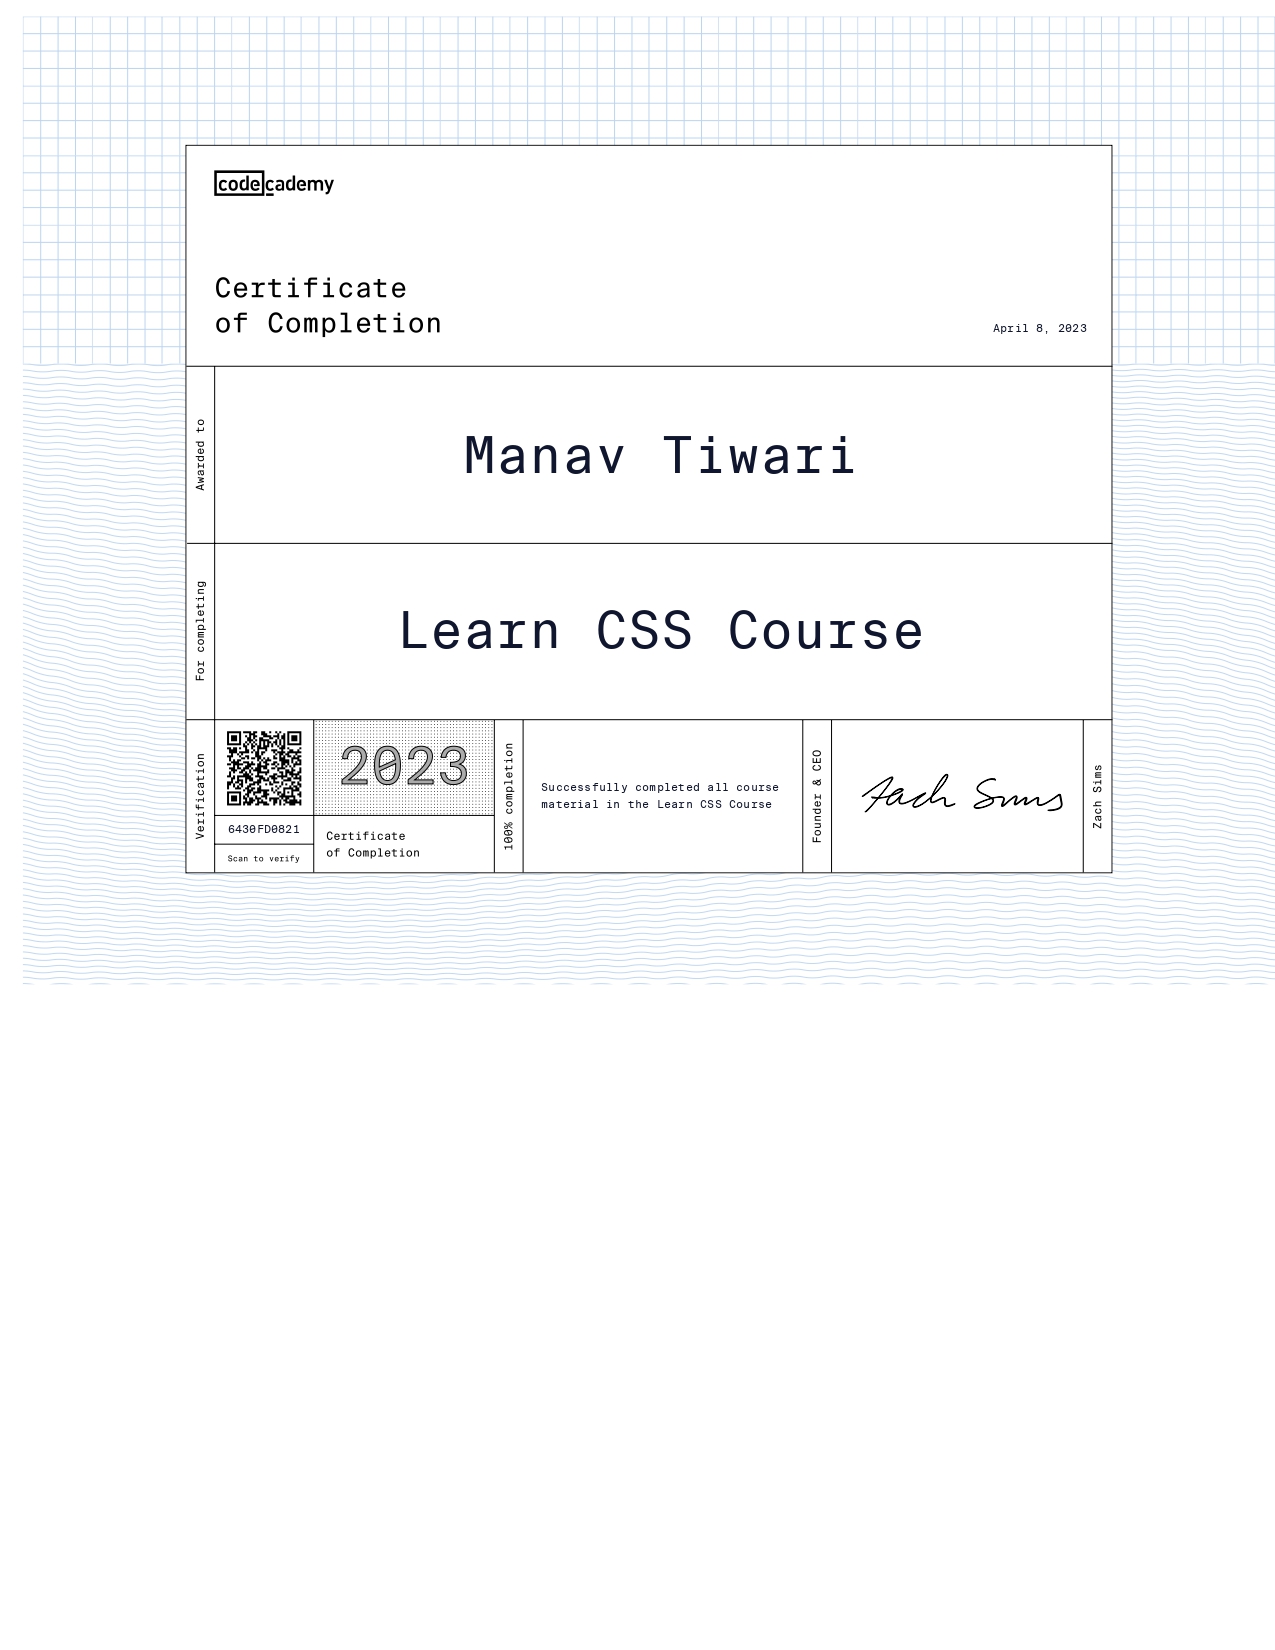 codecademy
Certificate
of Completion
April 8, 2023
Awarded to
Manav Tiwari
For completing
Learn CSS Course
Verification
6430FD0821
Scan to verify
2023
Certificate
of Completion
100% completion
Successfully completed all course
material in the Learn CSS Course
Founder & CEO
Zach Sims
Zach Sims